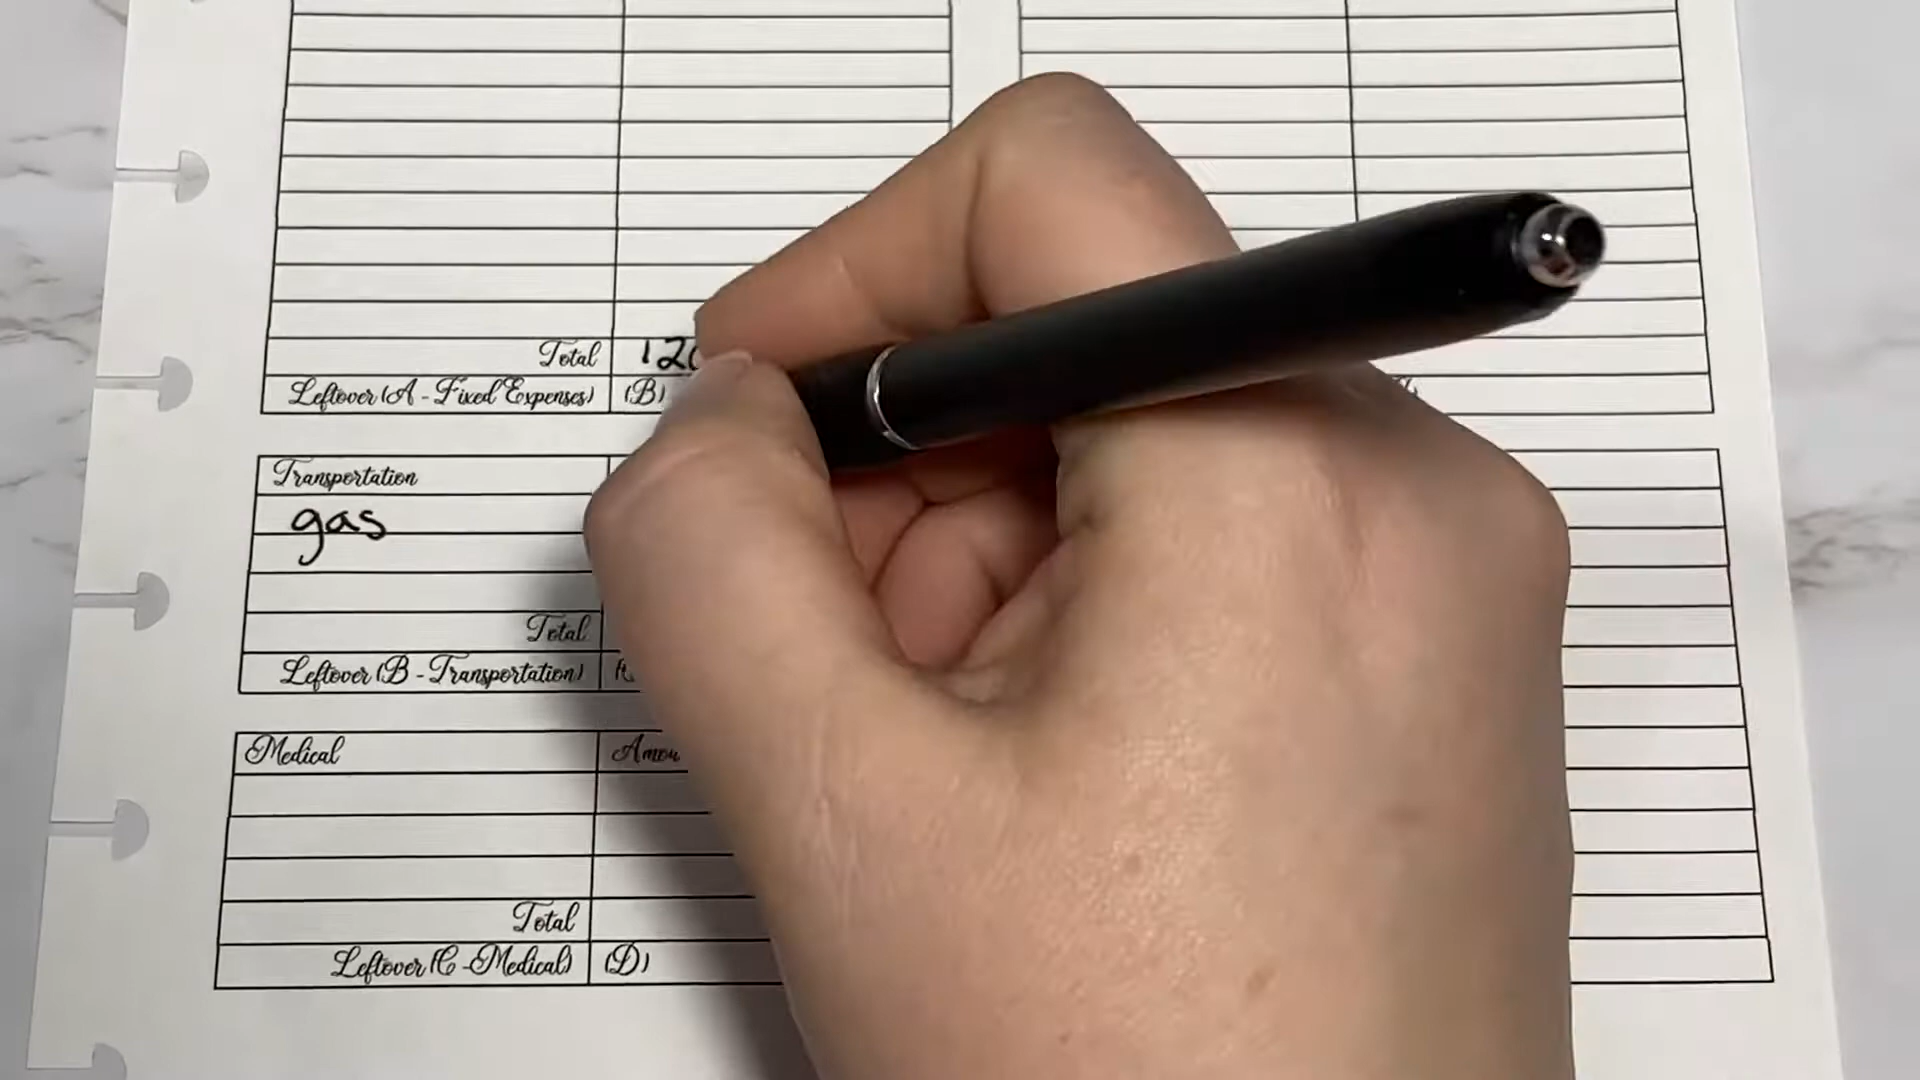 Total
Leftover (A - Fixed Expenses) (B)
Transportation
gas
Total
Leftover (B - Transportation)
Medical
Total
Leftover (C - Medical) (D)